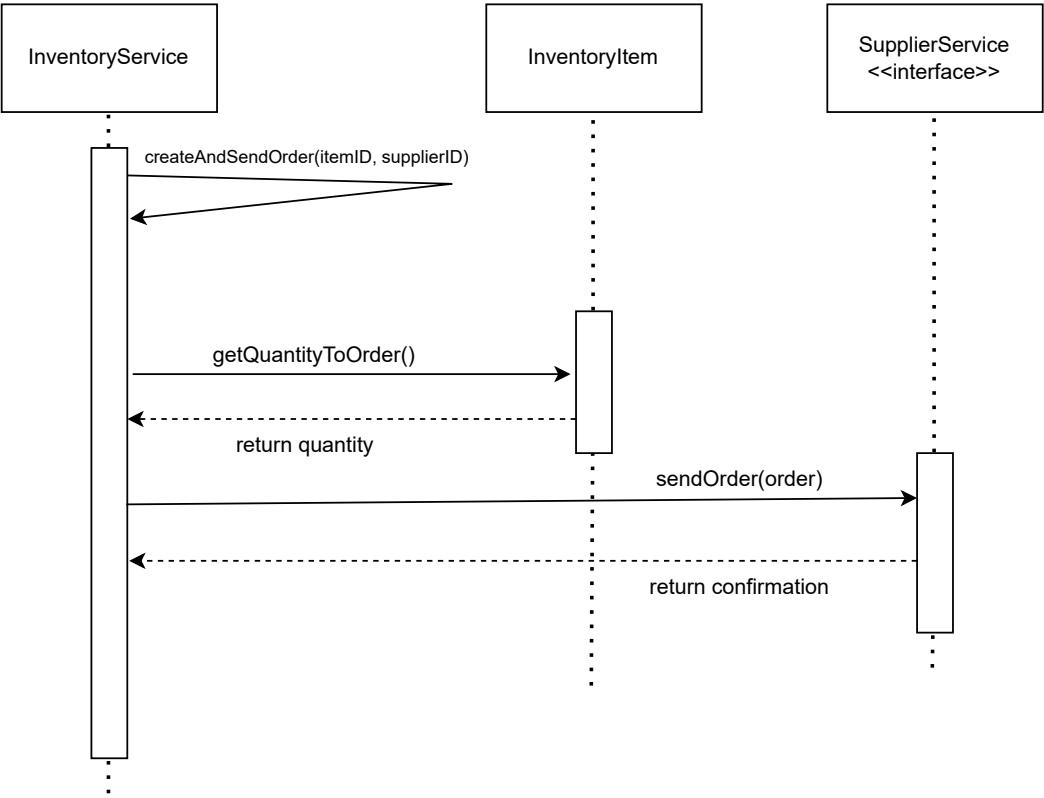 InventoryService
InventoryItem
SupplierService
<<interface>>
createAndSendOrder(itemID, supplierID)
getQuantityToOrder()
return quantity
sendOrder(order)
return confirmation